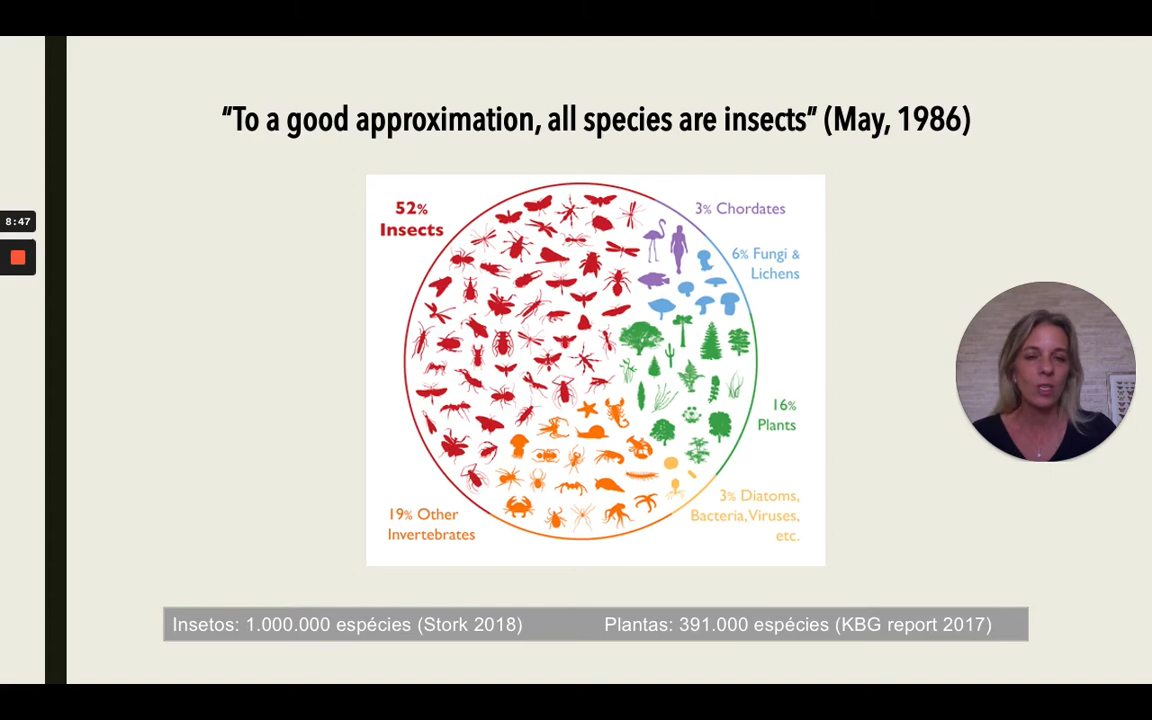 “To a good approximation, all species are insects“ (May, 1986)
52%
Insects
3% Chordates
6% Fungi &
Lichens
16%
Plants
3% Diatoms,
Bacteria, Viruses,
etc.
19% Other
Invertebrates
8:47
Insetos: 1.000.000 espécies (Stork 2018)
Plantas: 391.000 espécies (KBG report 2017)